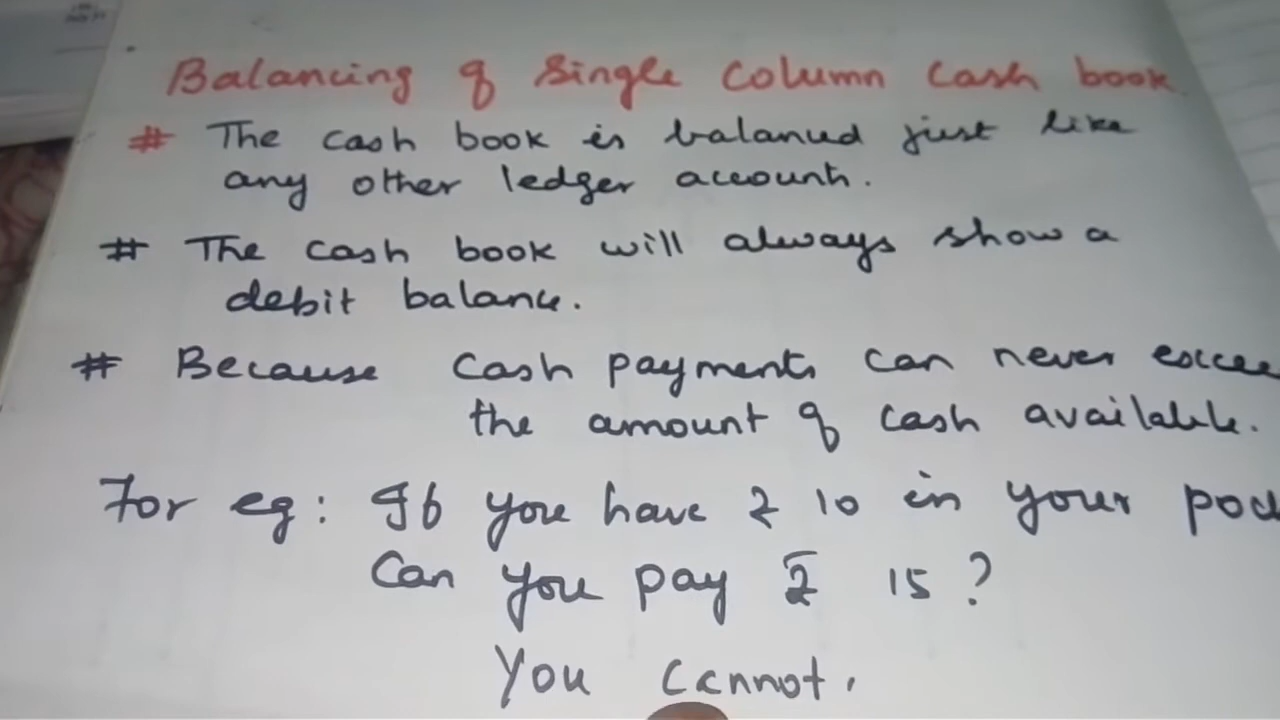 Balancing of Single column cash book
# The cash book is balanced just like
any other ledger account.
# The cash book will always show a
debit balance.
# Because cash payments can never excee
the amount of cash available.
For eg: If you have ₹ 10 in your poc
Can you pay ₹ 15 ?
You cannot.